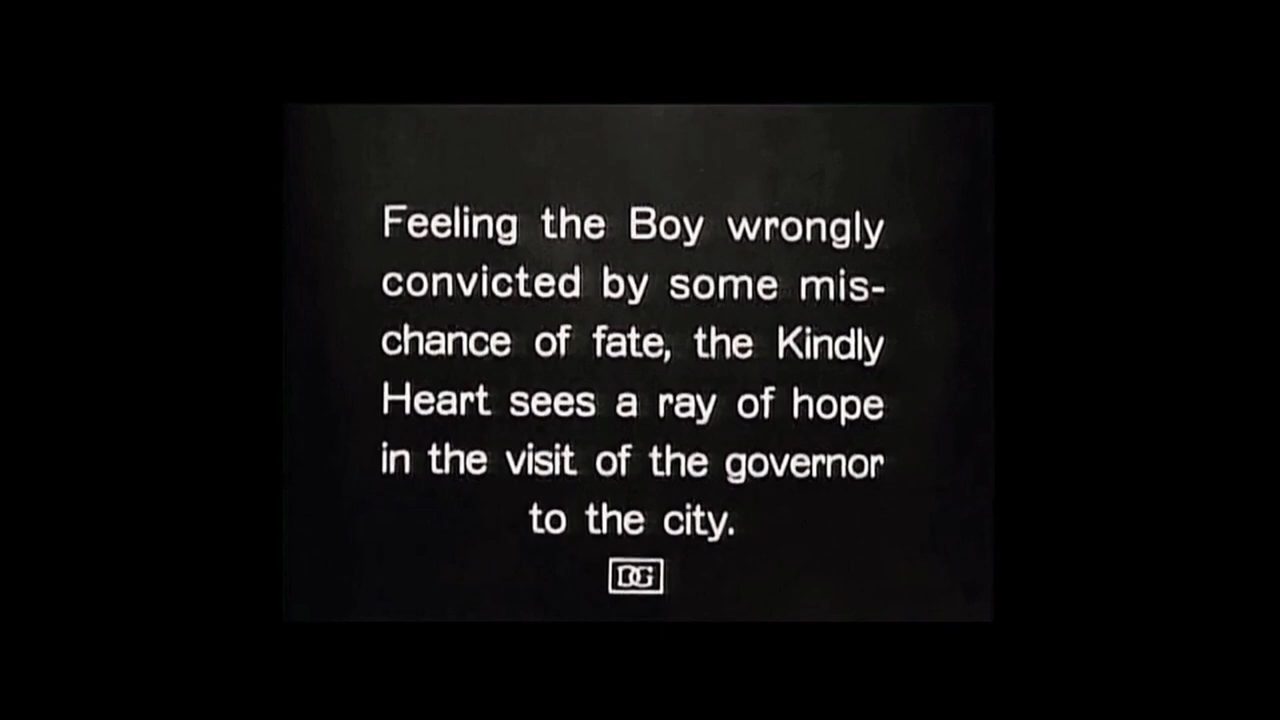 Feeling the Boy wrongly
convicted by some mis-
chance of fate, the Kindly
Heart sees a ray of hope
in the visit of the governor
to the city.
DG